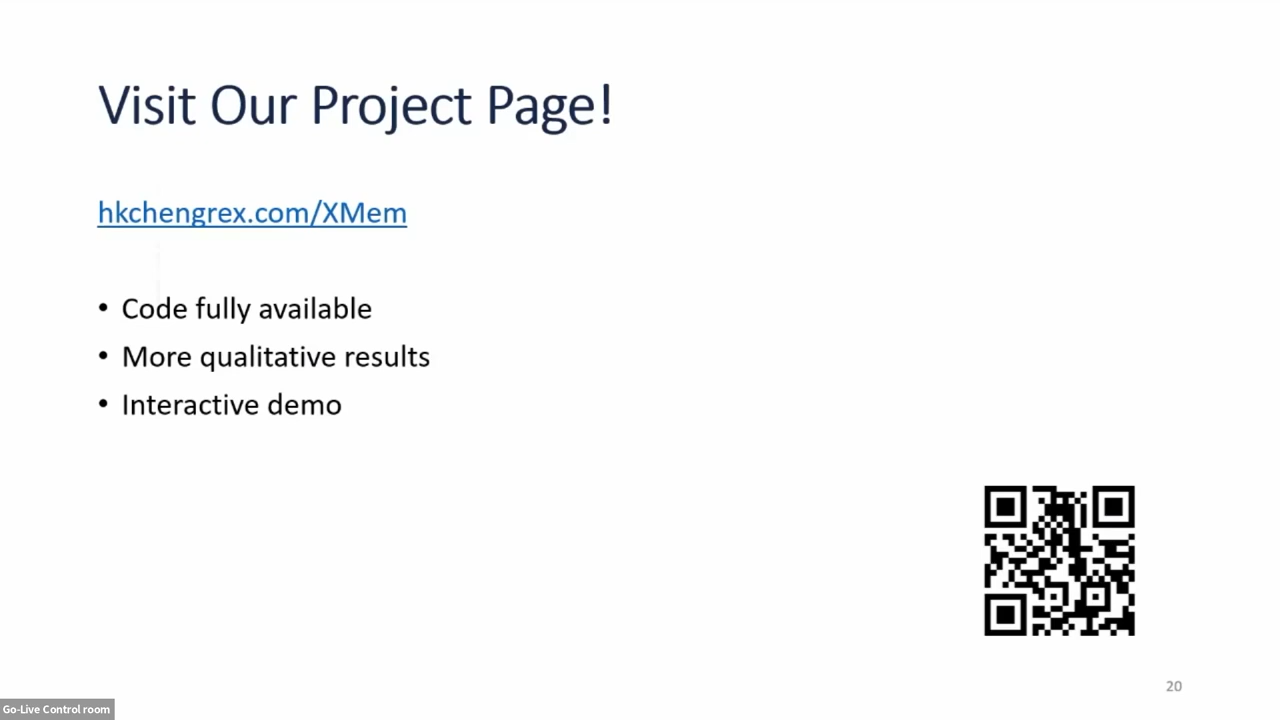 Visit Our Project Page!
hkchengrex.com/XMem
• Code fully available
• More qualitative results
• Interactive demo
20
Go-Live Control room